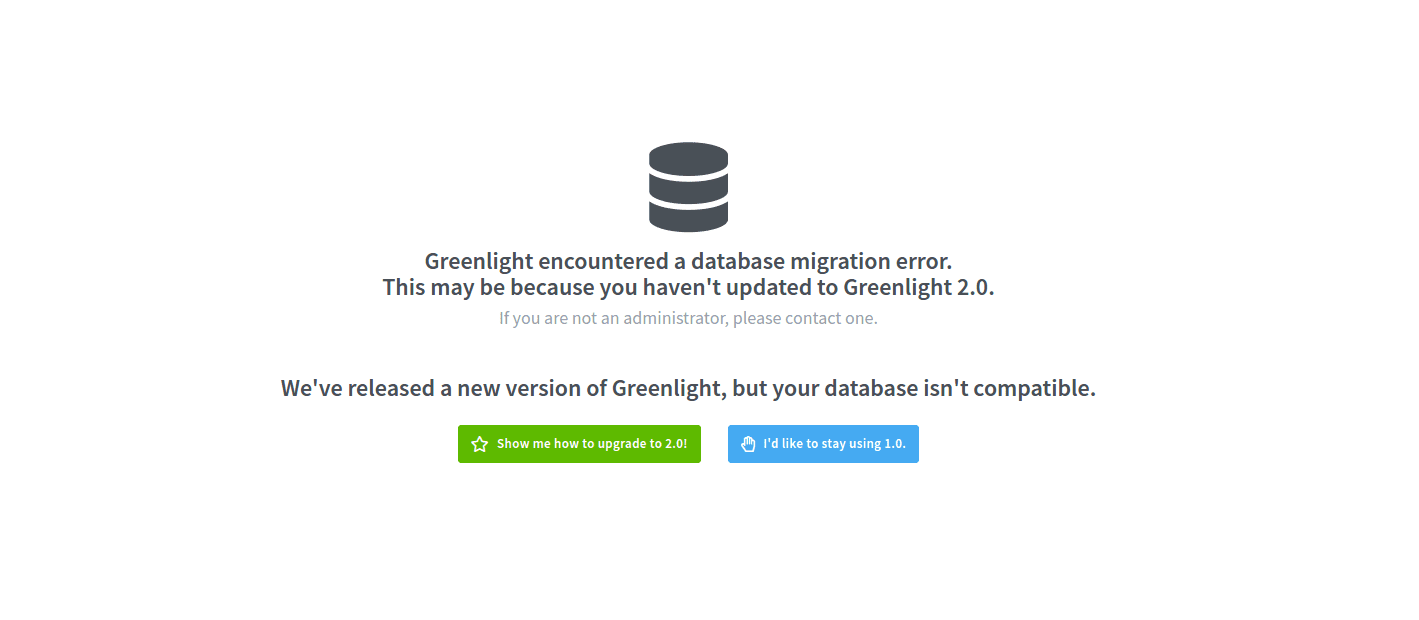 Greenlight encountered a database migration error.
This may be because you haven't updated to Greenlight 2.0.
If you are not an administrator, please contact one.
We've released a new version of Greenlight, but your database isn't compatible.
Show me how to upgrade to 2.0!
I'd like to stay using 1.0.